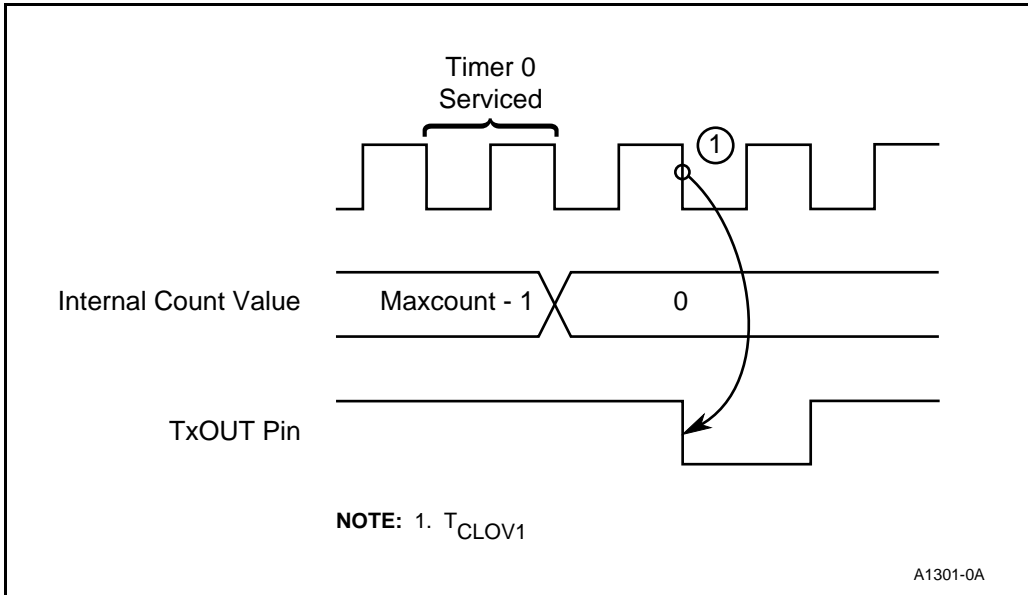 Timer 0
Serviced
1
Internal Count Value
Maxcount - 1
0
TxOUT Pin
NOTE: 1. TCLOV1
A1301-0A